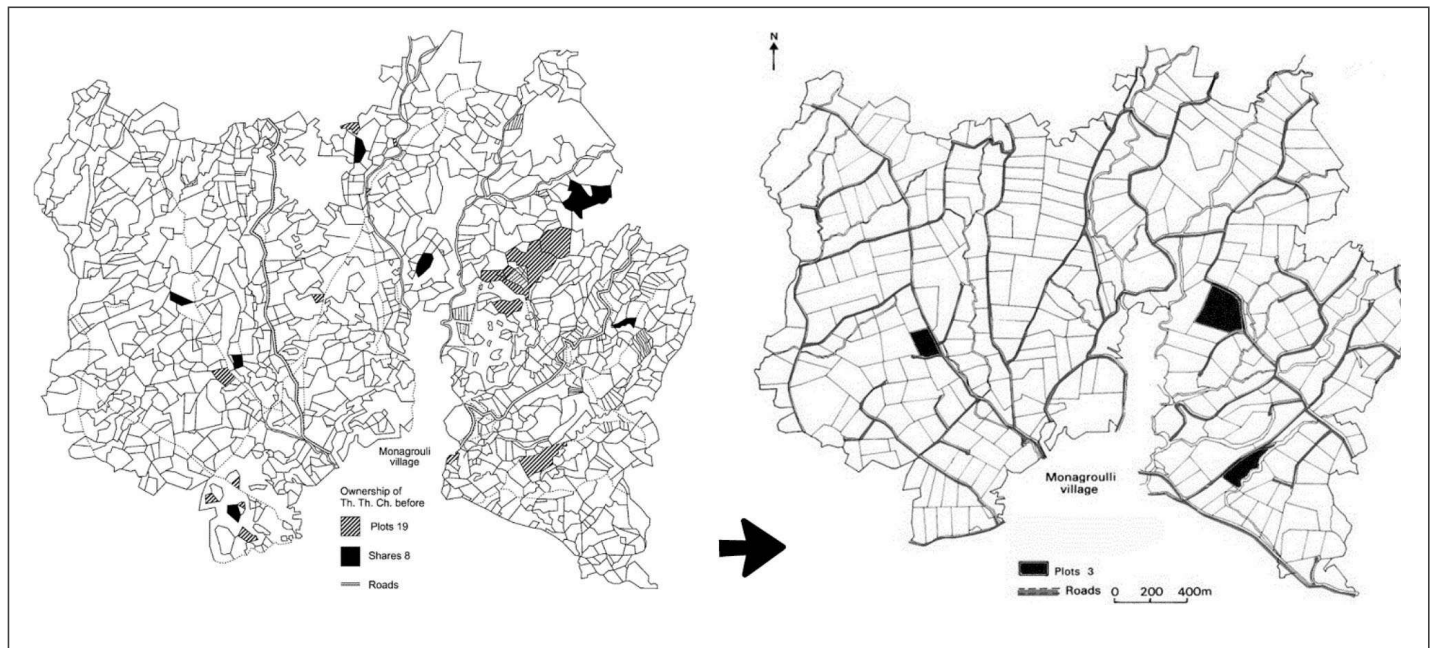 Monagrouli
village
Ownership of
Th. Th. Ch. before
Plots 19
Shares 8
Roads
N
Monagroulli
village
Plots 3
Roads 0 200 400m